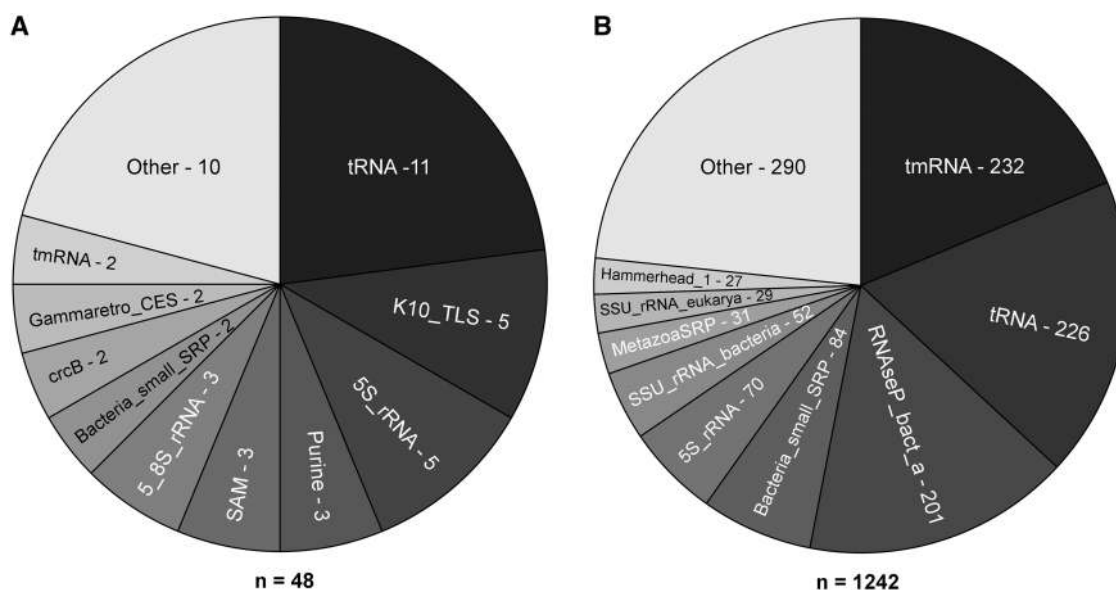 A
tRNA -11
K10_TLS - 5
5S_rRNA - 5
Purine - 3
SAM - 3
5_8S_rRNA - 3
Bacteria_small_SRP - 2
crcB - 2
Gammaretro_CES - 2
tmRNA - 2
Other - 10
n = 48
B
tmRNA - 232
tRNA - 226
RNAseP_bact_a - 201
Bacteria_small_SRP - 84
5S_rRNA - 70
SSU_rRNA_bacteria - 52
MetazoaSRP - 31
SSU_rRNA_eukarya - 29
Hammerhead_1 - 27
Other - 290
n = 1242